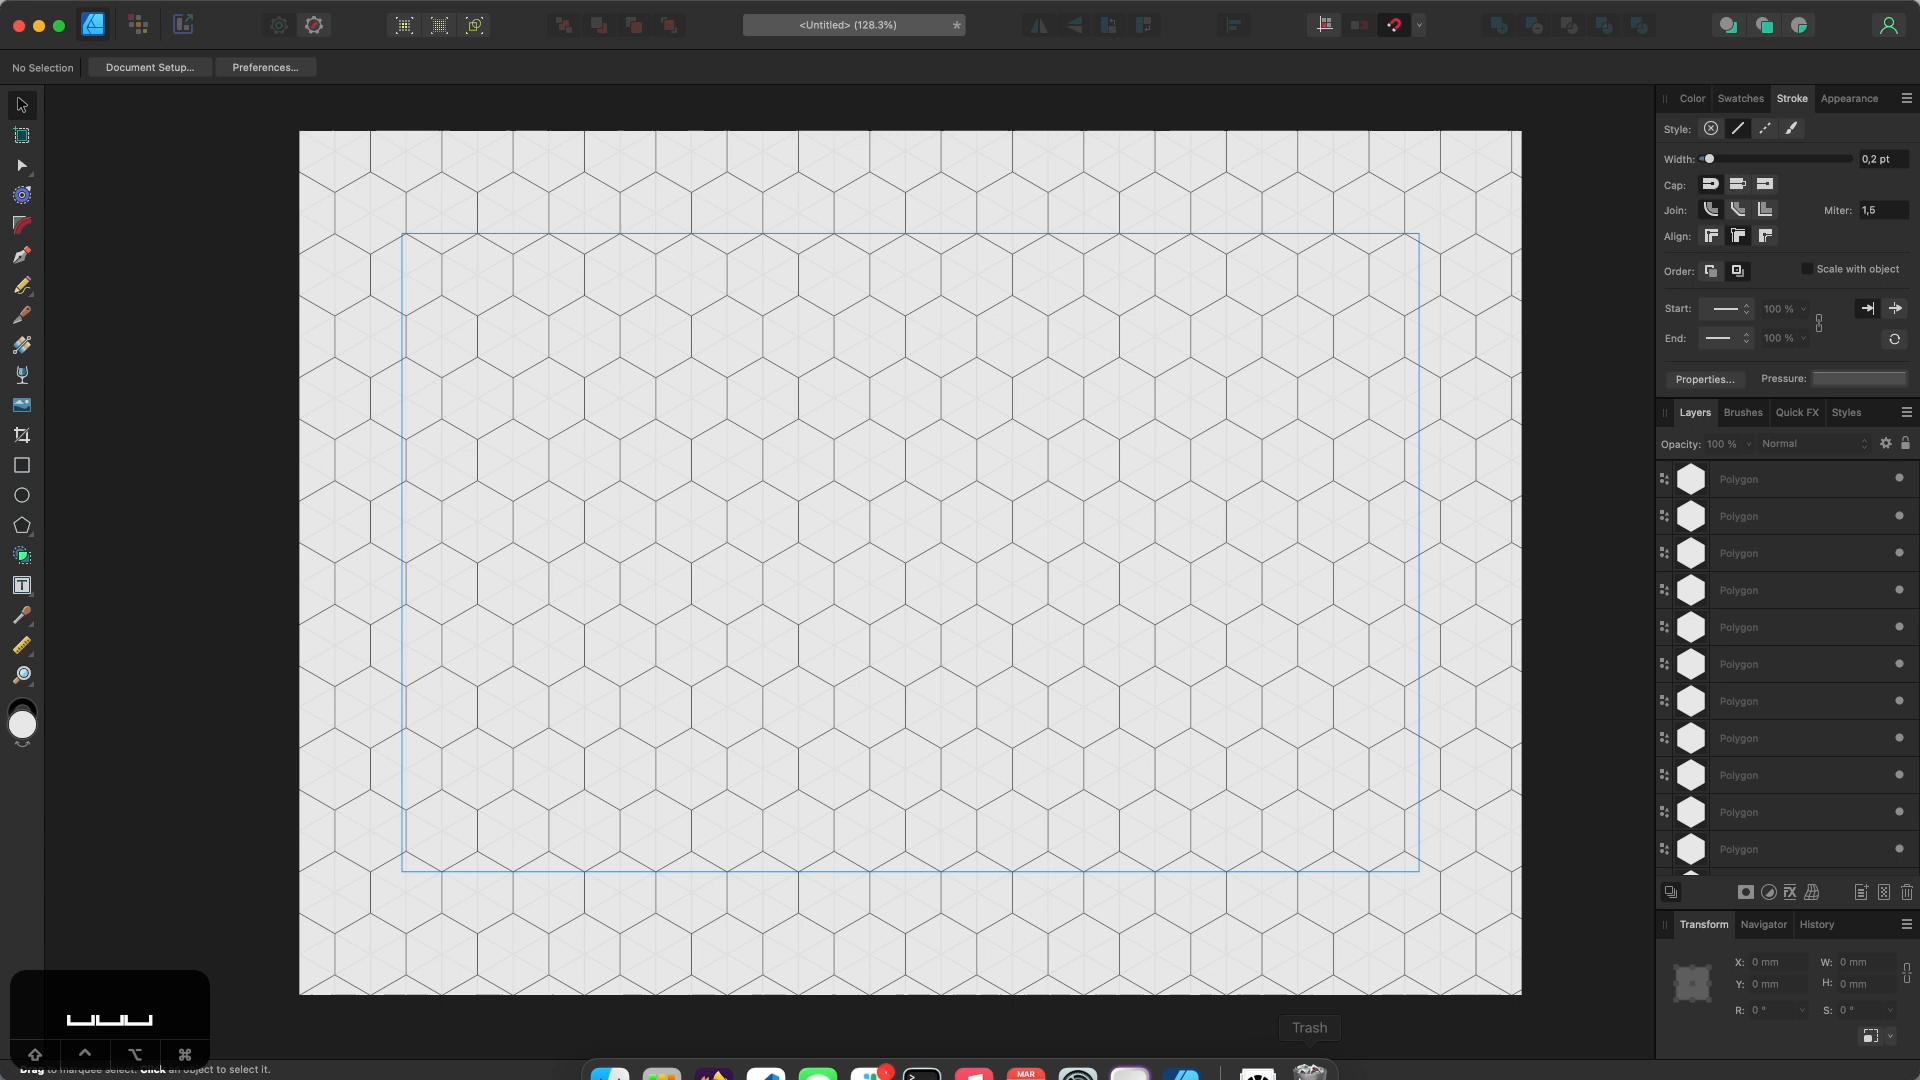 <Untitled> (128.3%)
*
No Selection
Document Setup...
Preferences...
Color
Swatches
Stroke
Appearance
Style:
Width:
0,2 pt
Cap:
Join:
Miter:
1,5
Align:
Order:
Scale with object
Start:
100 %
End:
100 %
Properties...
Pressure:
Layers
Brushes
Quick FX
Styles
Opacity:
100 %
Normal
Polygon
Polygon
Polygon
Polygon
Polygon
Polygon
Polygon
Polygon
Polygon
Polygon
Polygon
Transform
Navigator
History
X: 0 mm
W: 0 mm
Y: 0 mm
H: 0 mm
R: 0 °
S: 0 °
Trash
Drag to marquee select. Click an object to select it.
MAR